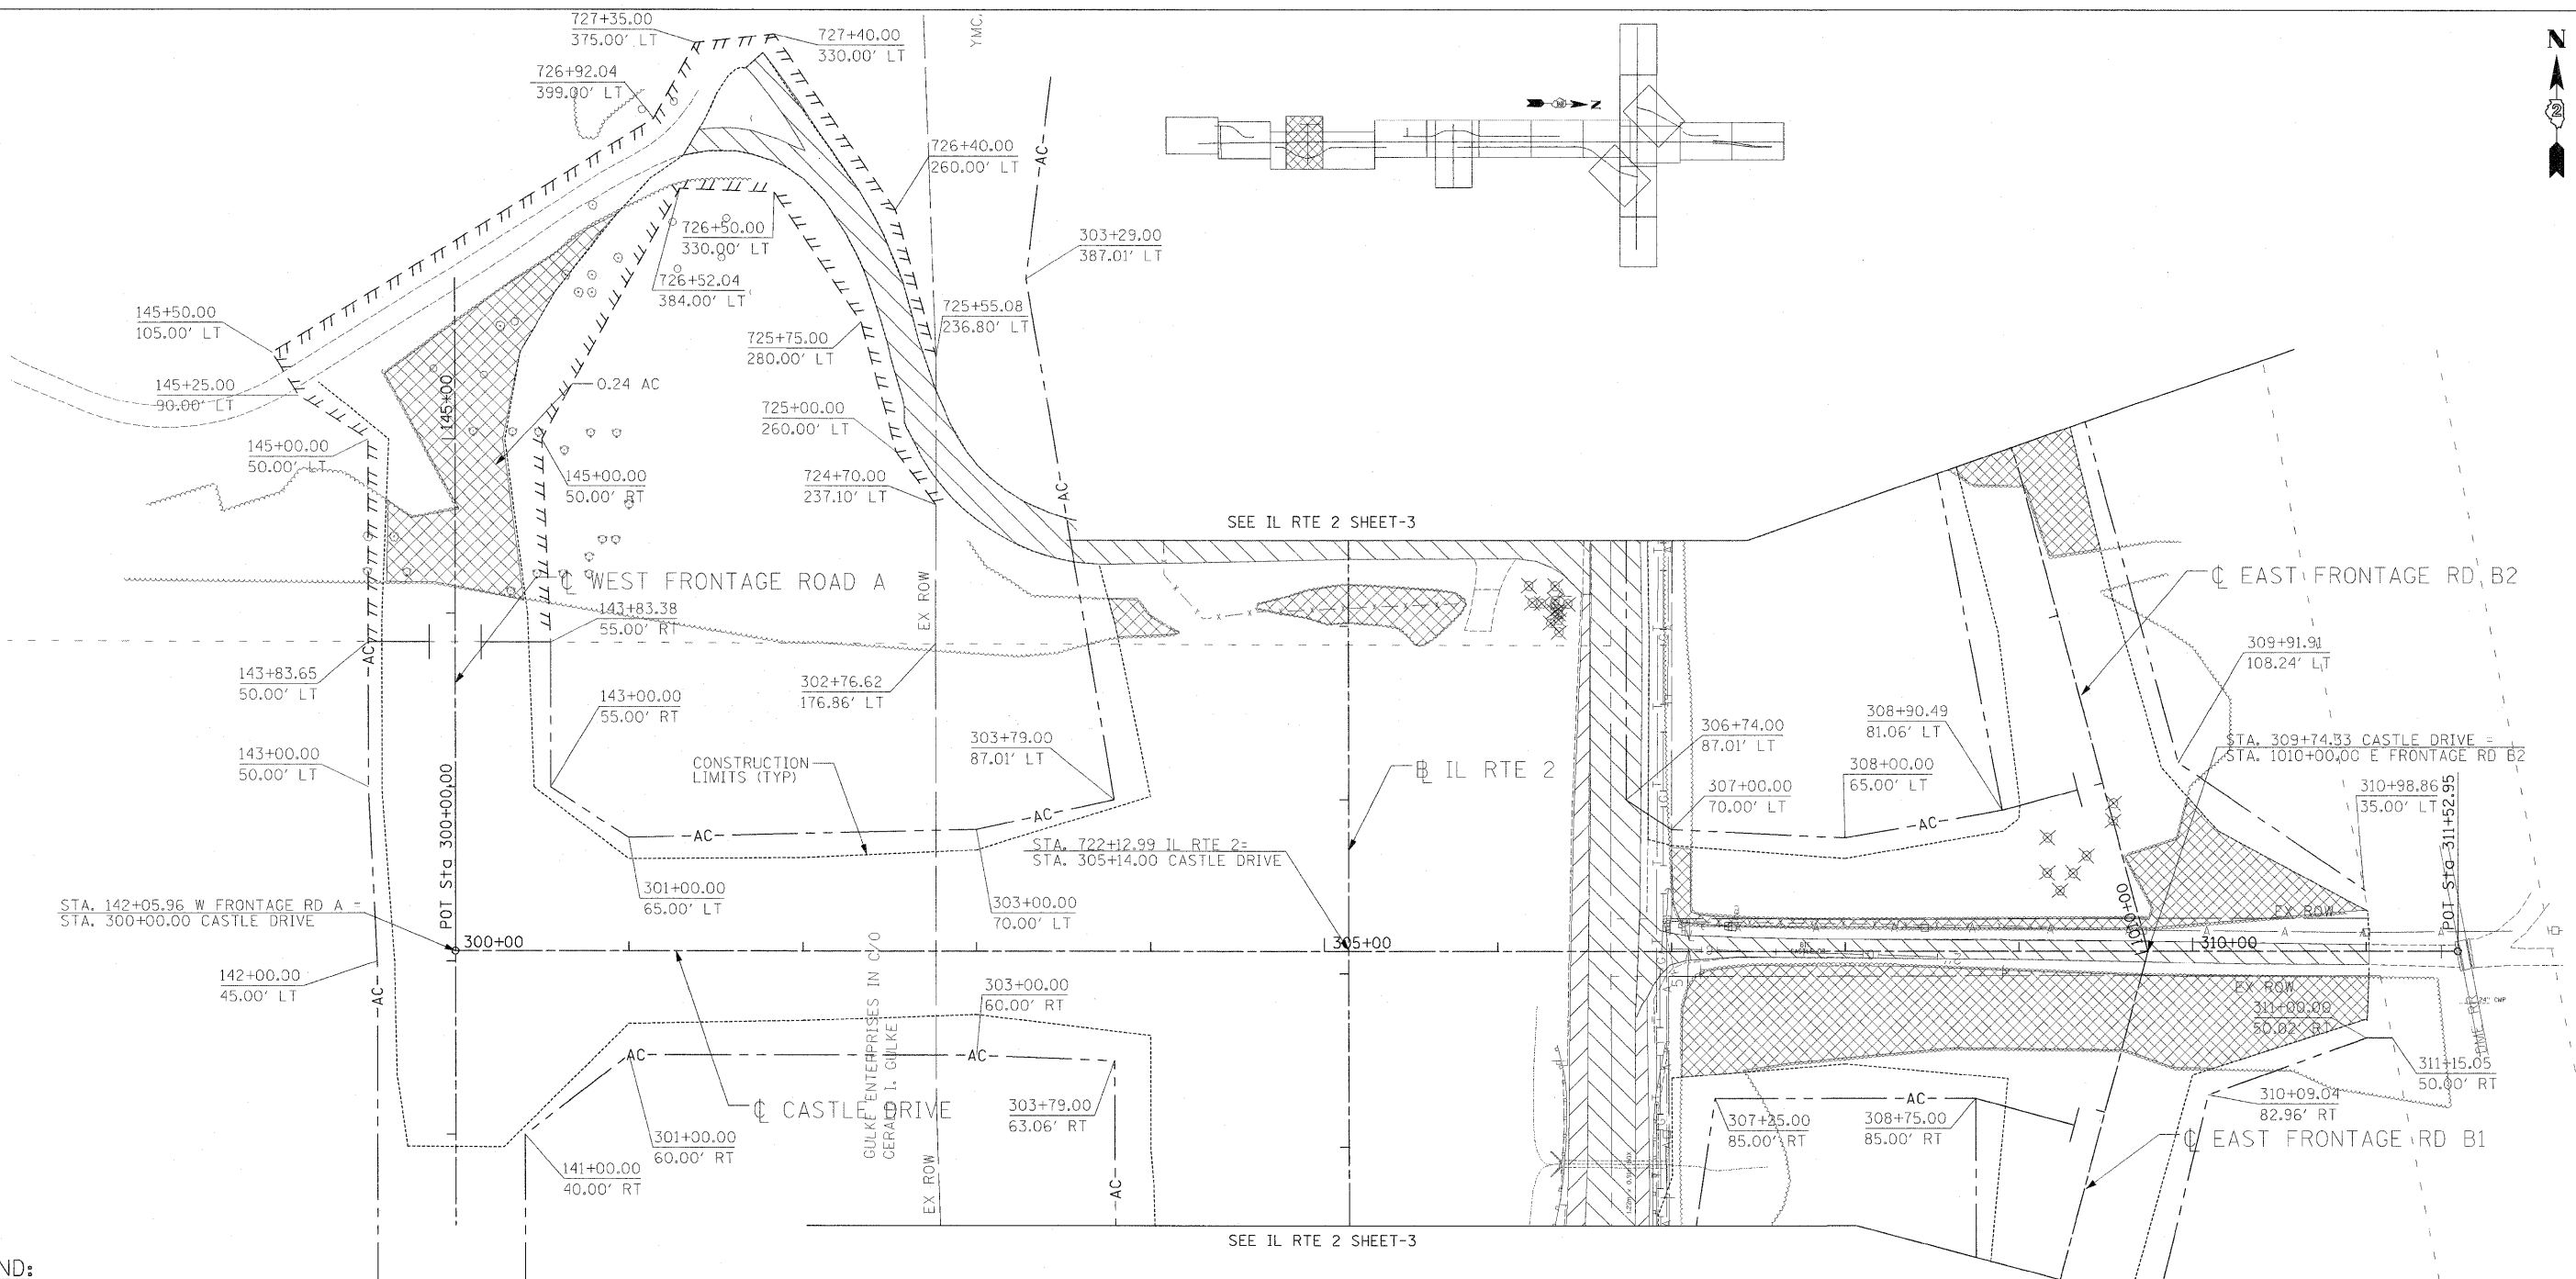 727+35.00
375.00' LT
727+40.00
330.00' LT
YMC.
N
2
726+92.04
399.00' LT
N
726+40.00
260.00' LT
-AC-
303+29.00
387.01' LT
726+50.00
330.00' LT
726+52.04
384.00' LT
145+50.00
105.00' LT
725+55.08
236.80' LT
725+75.00
280.00' LT
145+25.00
90.00' LT
0.24 AC
145+00
725+00.00
260.00' LT
145+00.00
50.00' LT
145+00.00
50.00' RT
724+70.00
237.10' LT
-AC-
SEE IL RTE 2 SHEET-3
℄ WEST FRONTAGE ROAD A
EX ROW
℄ EAST FRONTAGE RD B2
143+83.38
55.00' RT
-AC-
143+83.65
50.00' LT
302+76.62
176.86' LT
309+91.91
108.24' LT
143+00.00
55.00' RT
143+00.00
50.00' LT
303+79.00
87.01' LT
306+74.00
87.01' LT
308+90.49
81.06' LT
STA. 309+74.33 CASTLE DRIVE =
STA. 1010+00.00 E FRONTAGE RD B2
CONSTRUCTION
LIMITS (TYP)
B IL RTE 2
308+00.00
65.00' LT
307+00.00
70.00' LT
310+98.86
35.00' LT
POT Sta 300+00.00
POT Sta 311+52.95
-AC-
-AC-
-AC-
STA. 722+12.99 IL RTE 2=
STA. 305+14.00 CASTLE DRIVE
301+00.00
65.00' LT
303+00.00
70.00' LT
STA. 142+05.96 W FRONTAGE RD A =
STA. 300+00.00 CASTLE DRIVE
1010+00
EX ROW
300+00
305+00
310+00
142+00.00
45.00' LT
-AC-
303+00.00
60.00' RT
EX ROW
24" CMP
311+00.00
50.02' RT
GULKE ENTERPRISES IN C/O
GERALD I. GULKE
AC-
-AC-
311+15.05
50.00' RT
℄ CASTLE DRIVE
303+79.00
63.06' RT
-AC-
310+09.04
82.96' RT
307+25.00
85.00' RT
308+75.00
85.00' RT
℄ EAST FRONTAGE RD B1
301+00.00
60.00' RT
141+00.00
40.00' RT
EX ROW
-AC-
SEE IL RTE 2 SHEET-3
ND: